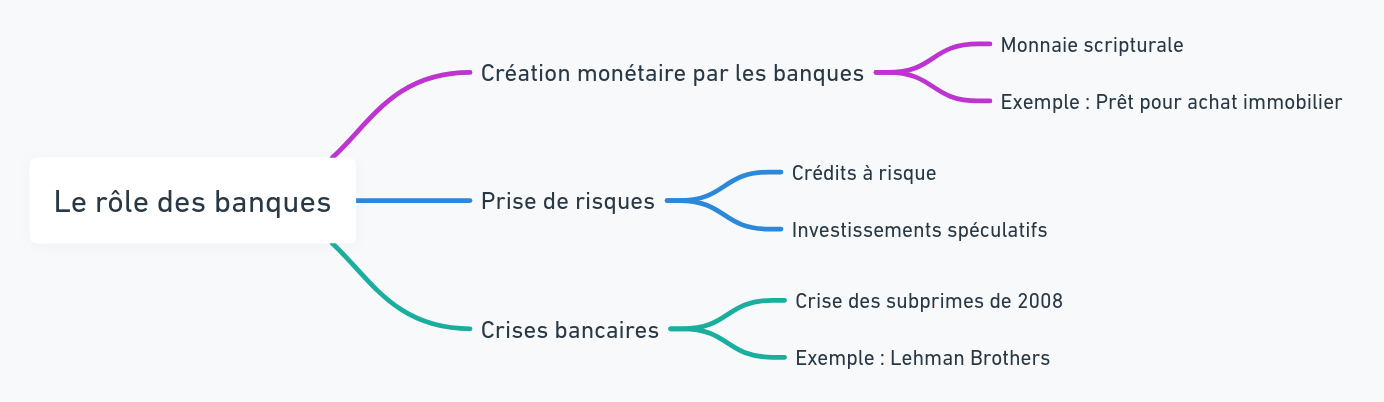 Le rôle des banques
Création monétaire par les banques
Monnaie scripturale
Exemple : Prêt pour achat immobilier
Prise de risques
Crédits à risque
Investissements spéculatifs
Crises bancaires
Crise des subprimes de 2008
Exemple : Lehman Brothers